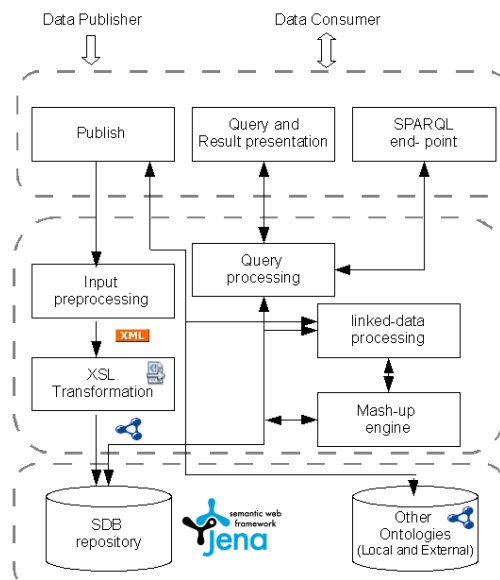 Data Publisher
Data Consumer
Publish
Query and
Result presentation
SPARQL
end- point
Query
processing
Input
preprocessing
XML
linked-data
processing
XSL
Transformation
Mash-up
engine
SDB
repository
semantic web
framework
Jena
Other
Ontologies
(Local and External)